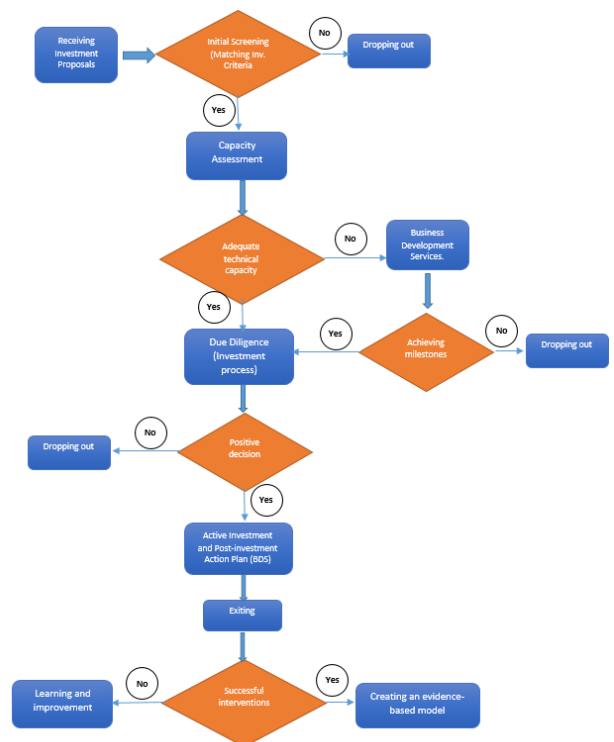 Receiving
Investment
Proposals
Initial Screening
(Matching Inv.
Criteria
No
Dropping out
Yes
Capacity
Assessment
Adequate
technical
capacity
No
Business
Development
Services.
Yes
Due Diligence
(Investment
process)
Yes
Achieving
milestones
No
Dropping out
Dropping out
No
Positive
decision
Yes
Active Investment
and Post-investment
Action Plan (BDS)
Exiting
Learning and
improvement
No
Successful
interventions
Yes
Creating an evidence-
based model